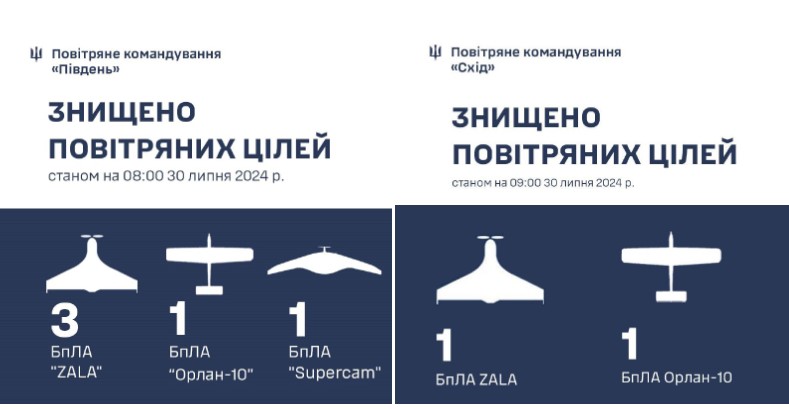 Повітряне командування
«Південь»
ЗНИЩЕНО
ПОВІТРЯНИХ ЦІЛЕЙ
станом на 08:00 30 липня 2024 р.
3
БпЛА
"ZALA"
1
БпЛА
"Орлан-10"
1
БпЛА
"Supercam"
Повітряне командування
«Схід»
ЗНИЩЕНО
ПОВІТРЯНИХ ЦІЛЕЙ
станом на 09:00 30 липня 2024 р.
1
БпЛА ZALA
1
БпЛА Орлан-10